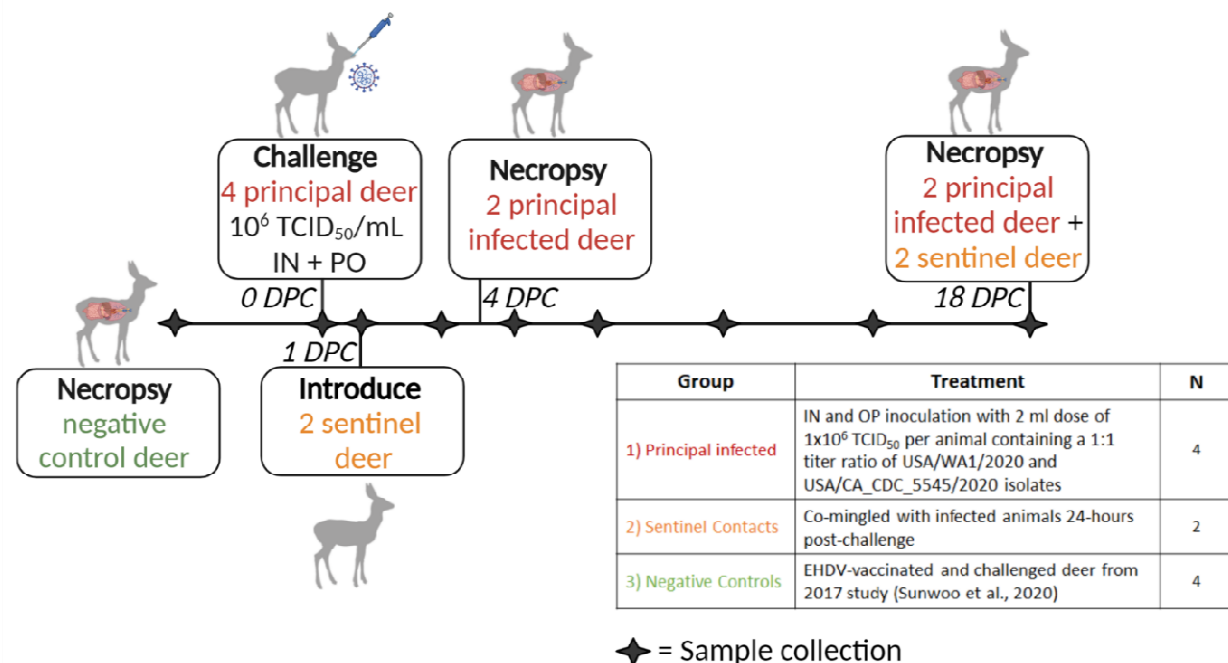 Challenge
4 principal deer
10⁶ TCID₅₀/mL
IN + PO
0 DPC
Necropsy
2 principal
infected deer
4 DPC
Necropsy
2 principal
infected deer +
2 sentinel deer
18 DPC
Necropsy
negative
control deer
1 DPC
Introduce
2 sentinel
deer
Group Treatment N
1) Principal infected
IN and OP inoculation with 2 ml dose of
1x10⁶ TCID₅₀ per animal containing a 1:1
titer ratio of USA/WA1/2020 and
USA/CA_CDC_5545/2020 isolates
4
2) Sentinel Contacts
Co-mingled with infected animals 24-hours
post-challenge
2
3) Negative Controls
EHDV-vaccinated and challenged deer from
2017 study (Sunwoo et al., 2020)
4
= Sample collection